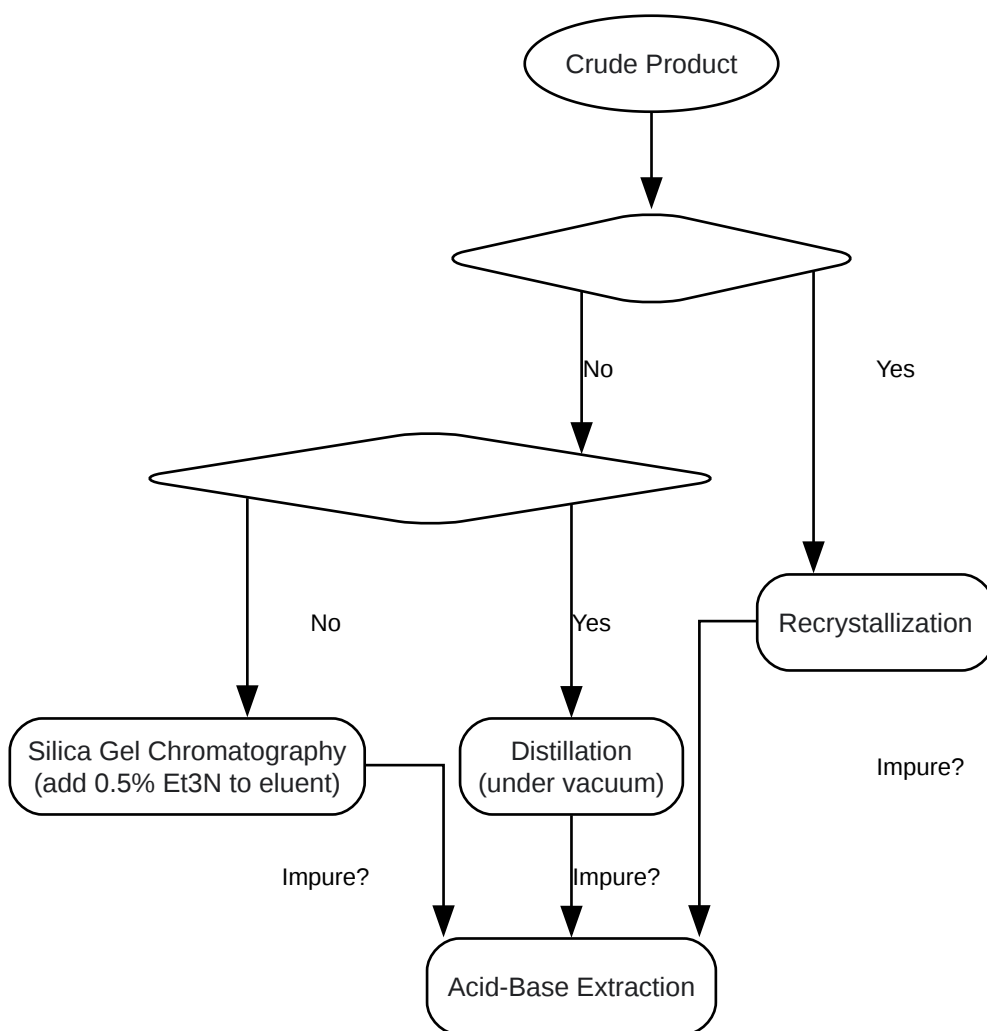 Crude Product
No
Yes
No
Yes
Recrystallization
Silica Gel Chromatography
(add 0.5% Et3N to eluent)
Distillation
(under vacuum)
Impure?
Impure?
Impure?
Acid-Base Extraction